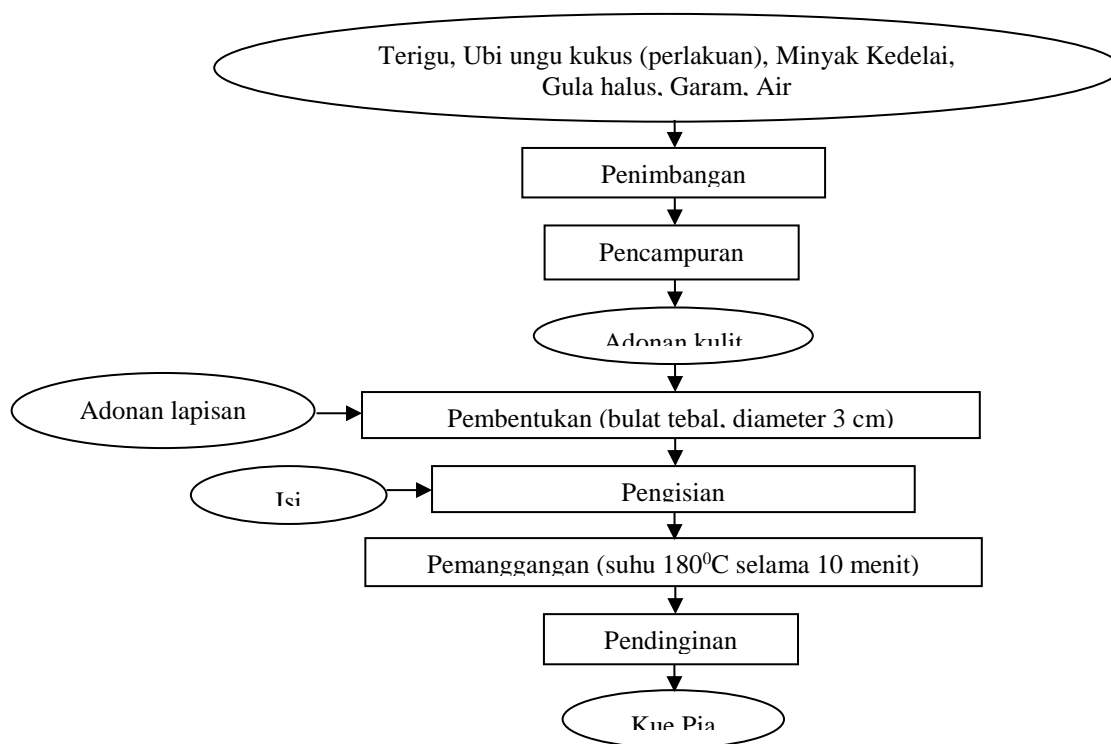 Terigu, Ubi ungu kukus (perlakuan), Minyak Kedelai,
Gula halus, Garam, Air
Penimbangan
Pencampuran
Adonan kulit
Adonan lapisan
Pembentukan (bulat tebal, diameter 3 cm)
Isi
Pengisian
Pemanggangan (suhu 180⁰C selama 10 menit)
Pendinginan
Kue Pia